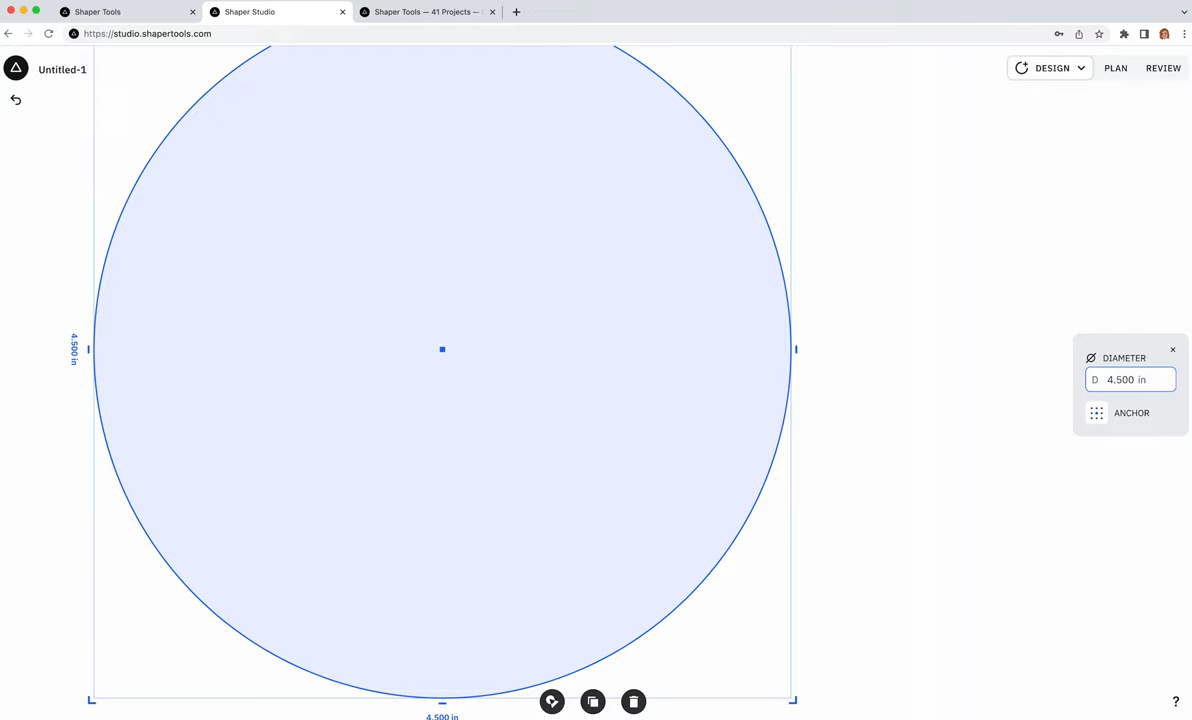 Shaper Tools
Shaper Studio
Shaper Tools — 41 Projects —
https://studio.shapertools.com
Untitled-1
DESIGN
PLAN
REVIEW
4.500 in
DIAMETER
D 4.500 in
ANCHOR
4.500 in
?